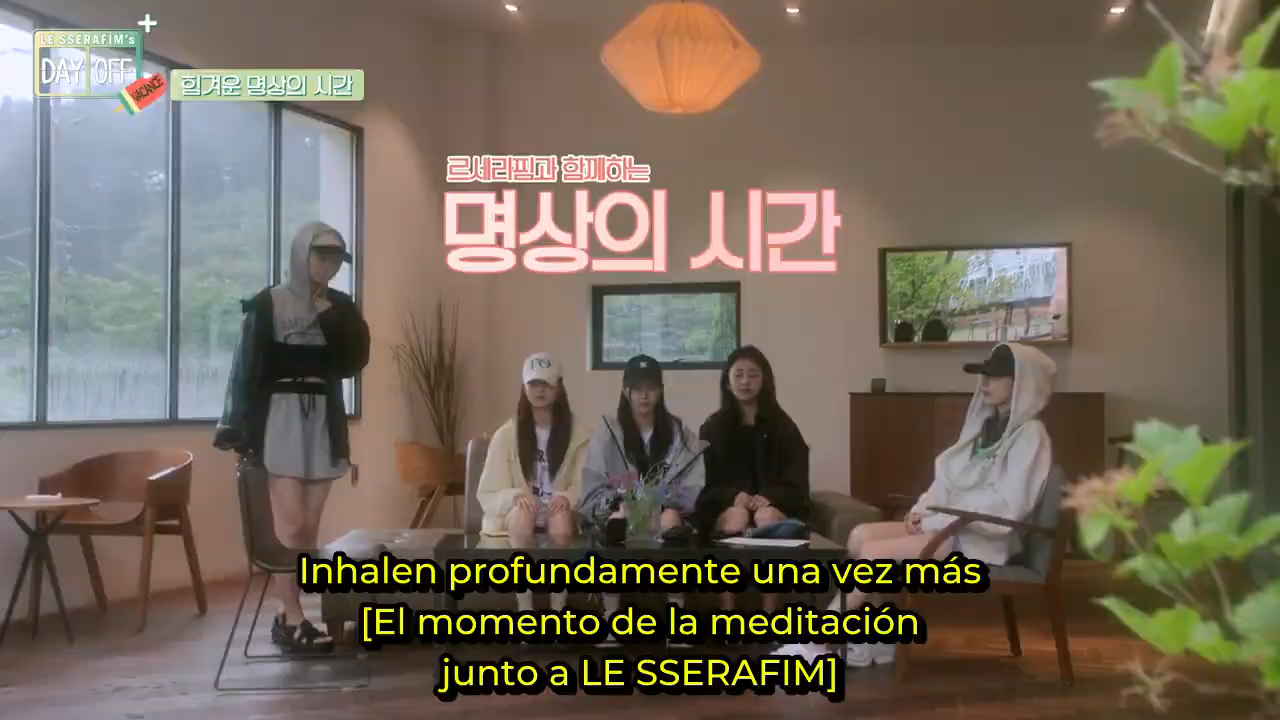 LE SSERAFIM's
DAY OFF
VACANCE
힘겨운 명상의 시간
르세라핌과 함께하는
명상의 시간
Inhalen profundamente una vez más
[El momento de la meditación
junto a LE SSERAFIM]